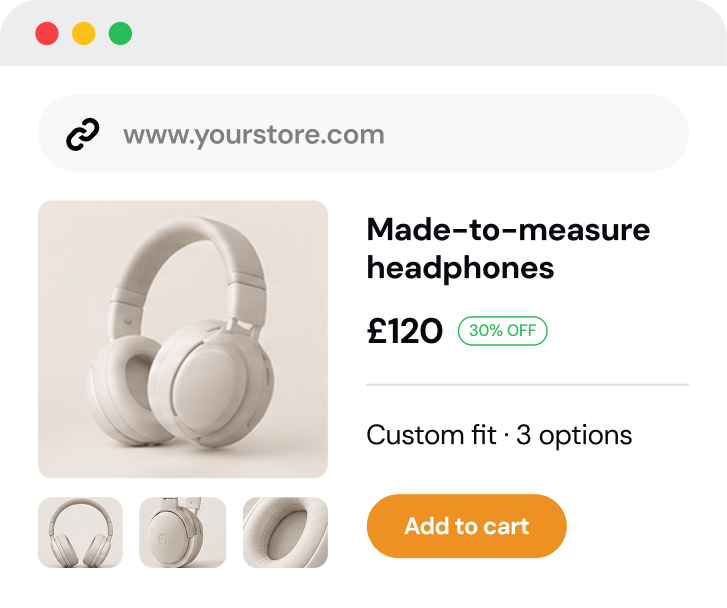 www.yourstore.com
Made-to-measure
headphones
£120
30% OFF
Custom fit · 3 options
Add to cart